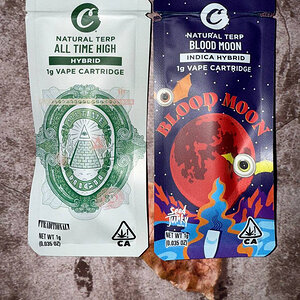 C
NATURAL TERP
ALL TIME HIGH
HYBRID
1g VAPE CARTRIDGE
NET WT 1g
(0.035 OZ)
CA
C
NATURAL TERP
BLOOD MOON
INDICA HYBRID
1g VAPE CARTRIDGE
BLOOD MOON
NET WT 1g
(0.035 OZ)
CA